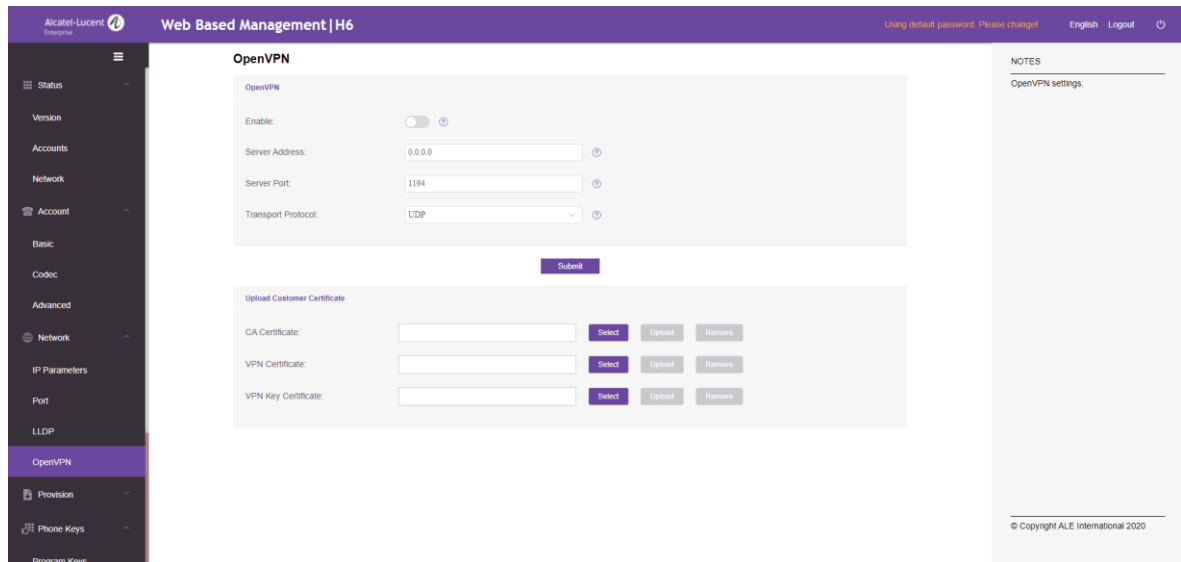 Alcatel-Lucent
Enterprise
Web Based Management|H6
Using default password. Please change!
English Logout
Status
Version
Accounts
Network
Account
Basic
Codec
Advanced
Network
IP Parameters
Port
LLDP
OpenVPN
Provision
Phone Keys
Program Keys
OpenVPN
OpenVPN
Enable:
Server Address: 0.0.0.0
Server Port: 1194
Transport Protocol: UDP
Submit
Upload Customer Certificate
CA Certificate: Select Upload Remove
VPN Certificate: Select Upload Remove
VPN Key Certificate: Select Upload Remove
NOTES
OpenVPN settings.
© Copyright ALE International 2020